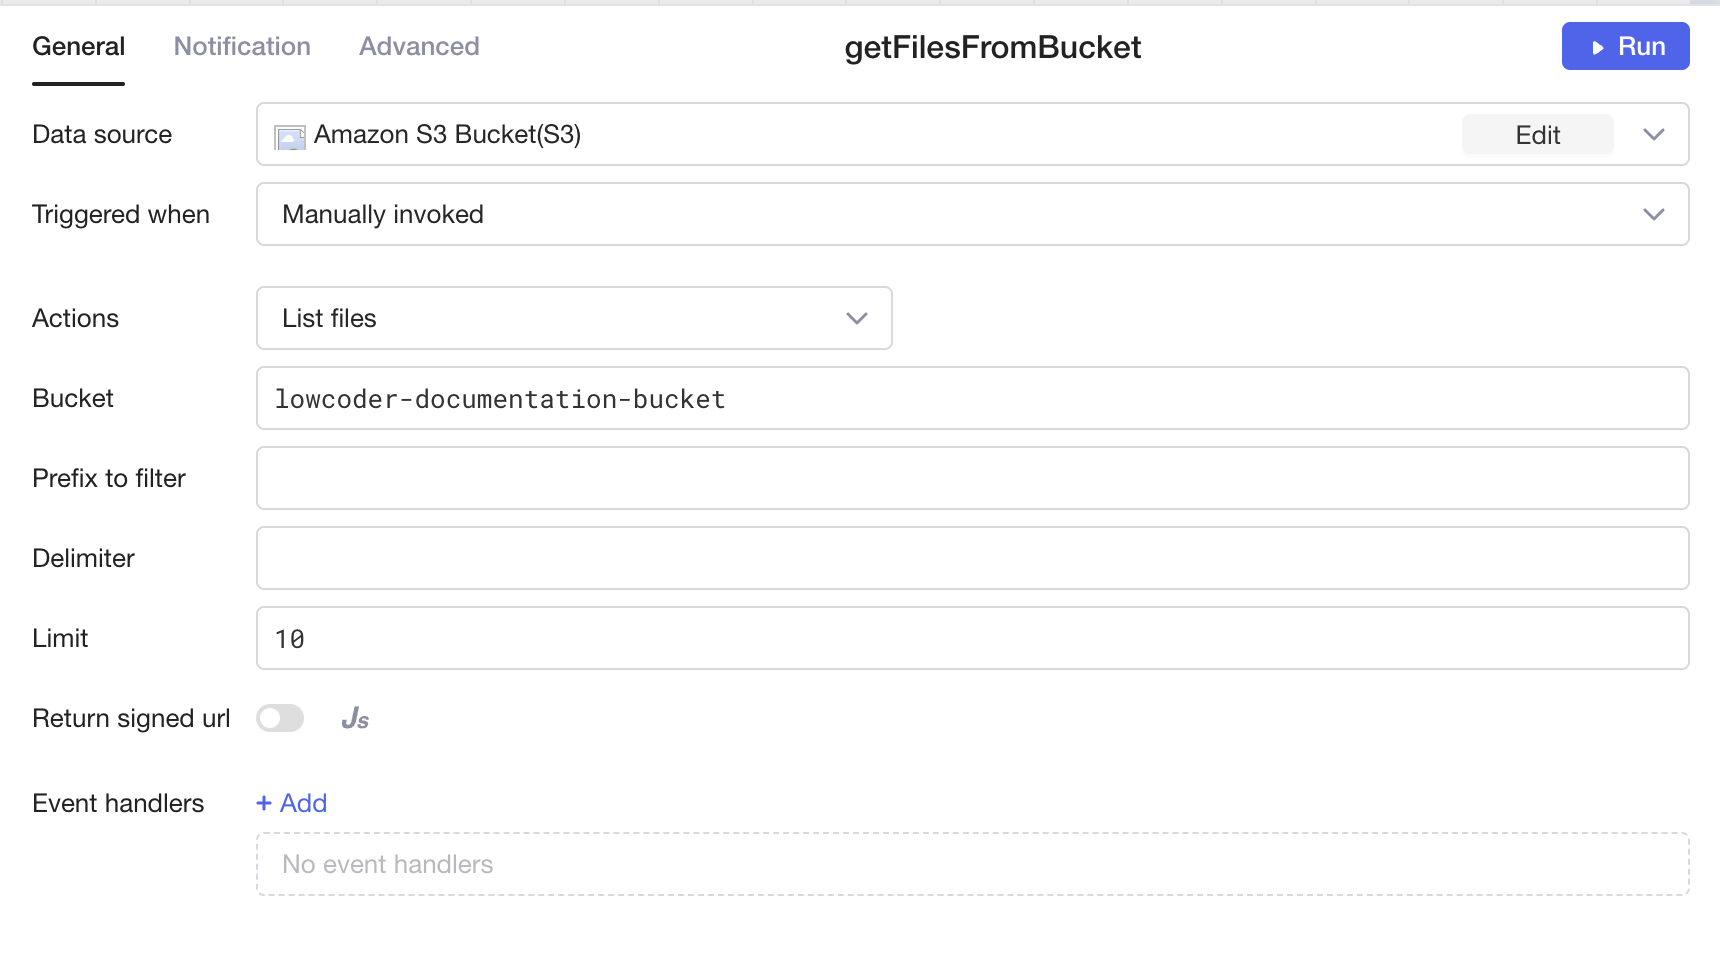 General Notification Advanced getFilesFromBucket Run
Data source Amazon S3 Bucket(S3) Edit
Triggered when Manually invoked
Actions List files
Bucket lowcoder-documentation-bucket
Prefix to filter
Delimiter
Limit 10
Return signed url Js
Event handlers + Add
No event handlers